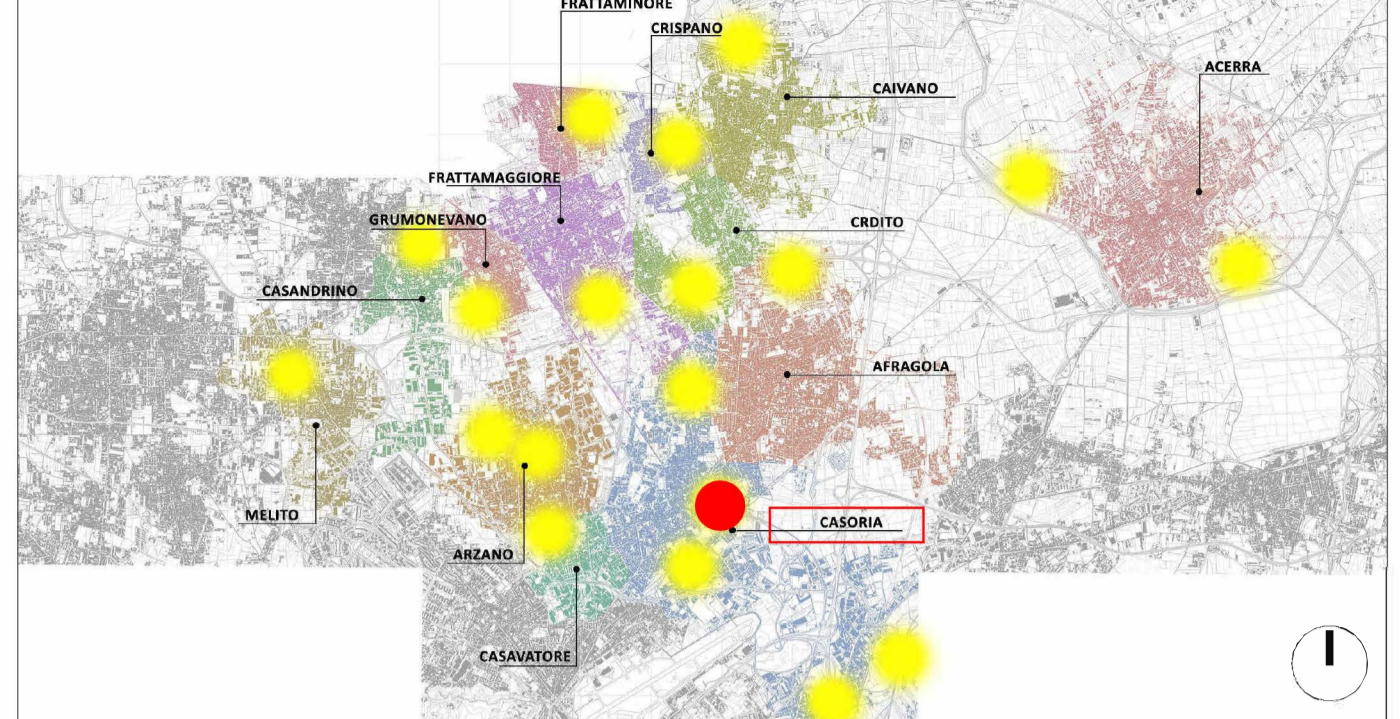 FRATTAMINORE
CRISPANO
ACERRA
CAIVANO
FRATTAMAGGIORE
GRUMONEVANO
CRDITO
CASANDRINO
AFRAGOLA
MELITO
CASORIA
ARZANO
CASAVATORE